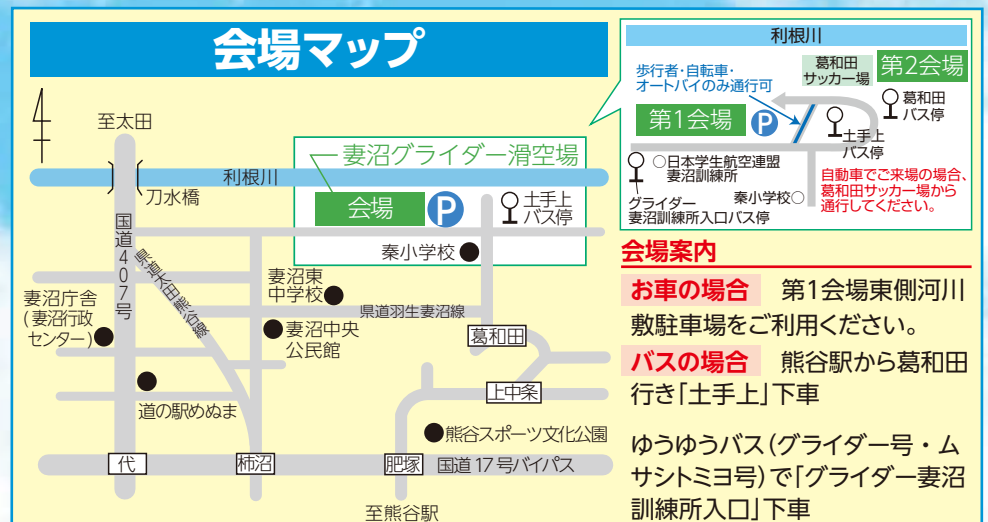 会場マップ
至太田
妻沼グライダー滑空場
利根川
刀水橋
会場
P
土手上
バス停
国道407号
県道太田熊谷線
秦小学校
妻沼東
中学校
県道羽生妻沼線
妻沼庁舎
(妻沼行政
センター)
妻沼中央
公民館
葛和田
上中条
道の駅めぬま
熊谷スポーツ文化公園
代
柿沼
肥塚
国道17号バイパス
至熊谷駅
利根川
歩行者・自転車・
オートバイのみ通行可
葛和田
サッカー場
第2会場
第1会場
P
葛和田
バス停
土手上
バス停
○日本学生航空連盟
妻沼訓練所
秦小学校○
グライダー
妻沼訓練所入口バス停
自動車でご来場の場合、
葛和田サッカー場から
通行してください。
会場案内
お車の場合 第1会場東側河川
敷駐車場をご利用ください。
バスの場合 熊谷駅から葛和田
行き「土手上」下車
ゆうゆうバス(グライダー号・ム
サシトミヨ号)で「グライダー妻沼
訓練所入口」下車